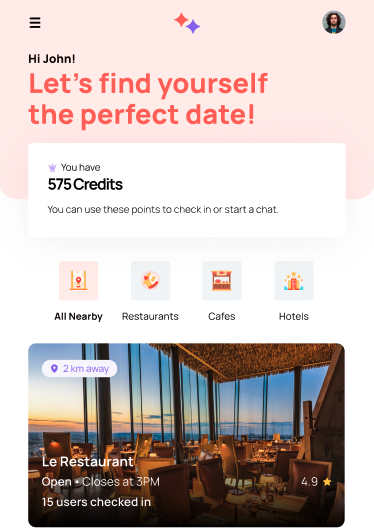 Hi John!
Let's find yourself
the perfect date!
You have
575 Credits
You can use these points to check in or start a chat.
All Nearby
Restaurants
Cafes
Hotels
2 km away
Le Restaurant
Open • Closes at 3PM
4.9
15 users checked in